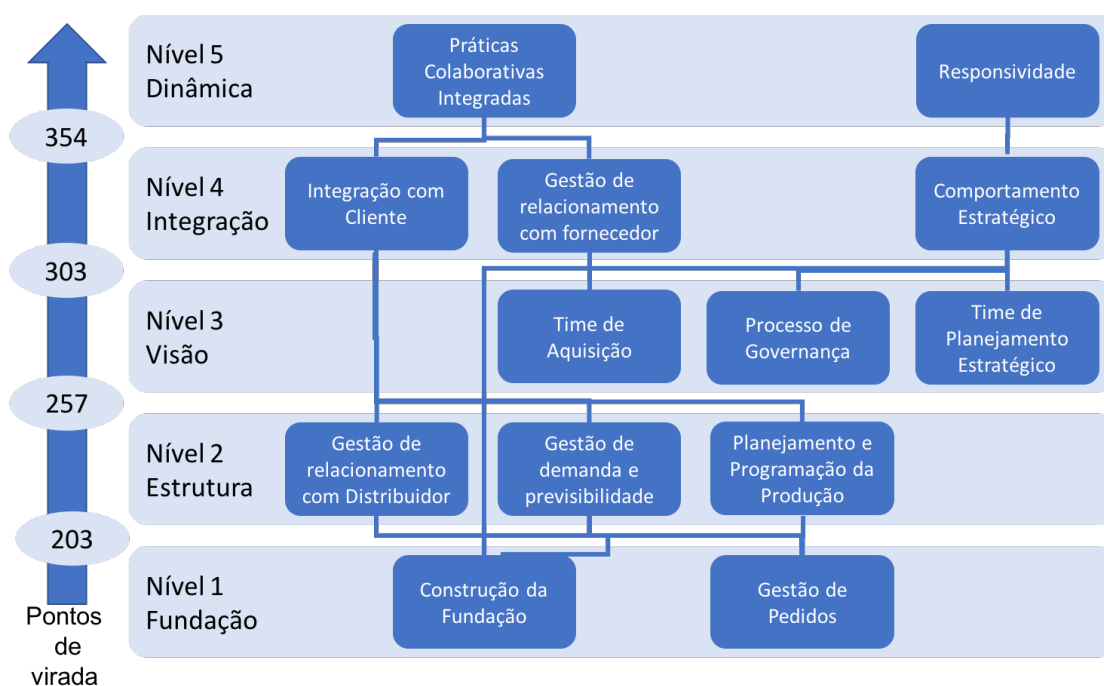 Nível 5
Dinâmica
Práticas
Colaborativas
Integradas
Responsividade
354
Nível 4
Integração
Integração com
Cliente
Gestão de
relacionamento
com fornecedor
Comportamento
Estratégico
303
Nível 3
Visão
Time de
Aquisição
Processo de
Governança
Time de
Planejamento
Estratégico
257
Nível 2
Estrutura
Gestão de
relacionamento
com Distribuidor
Gestão de
demanda e
previsibilidade
Planejamento e
Programação da
Produção
203
Nível 1
Fundação
Construção da
Fundação
Gestão de
Pedidos
Pontos
de
virada